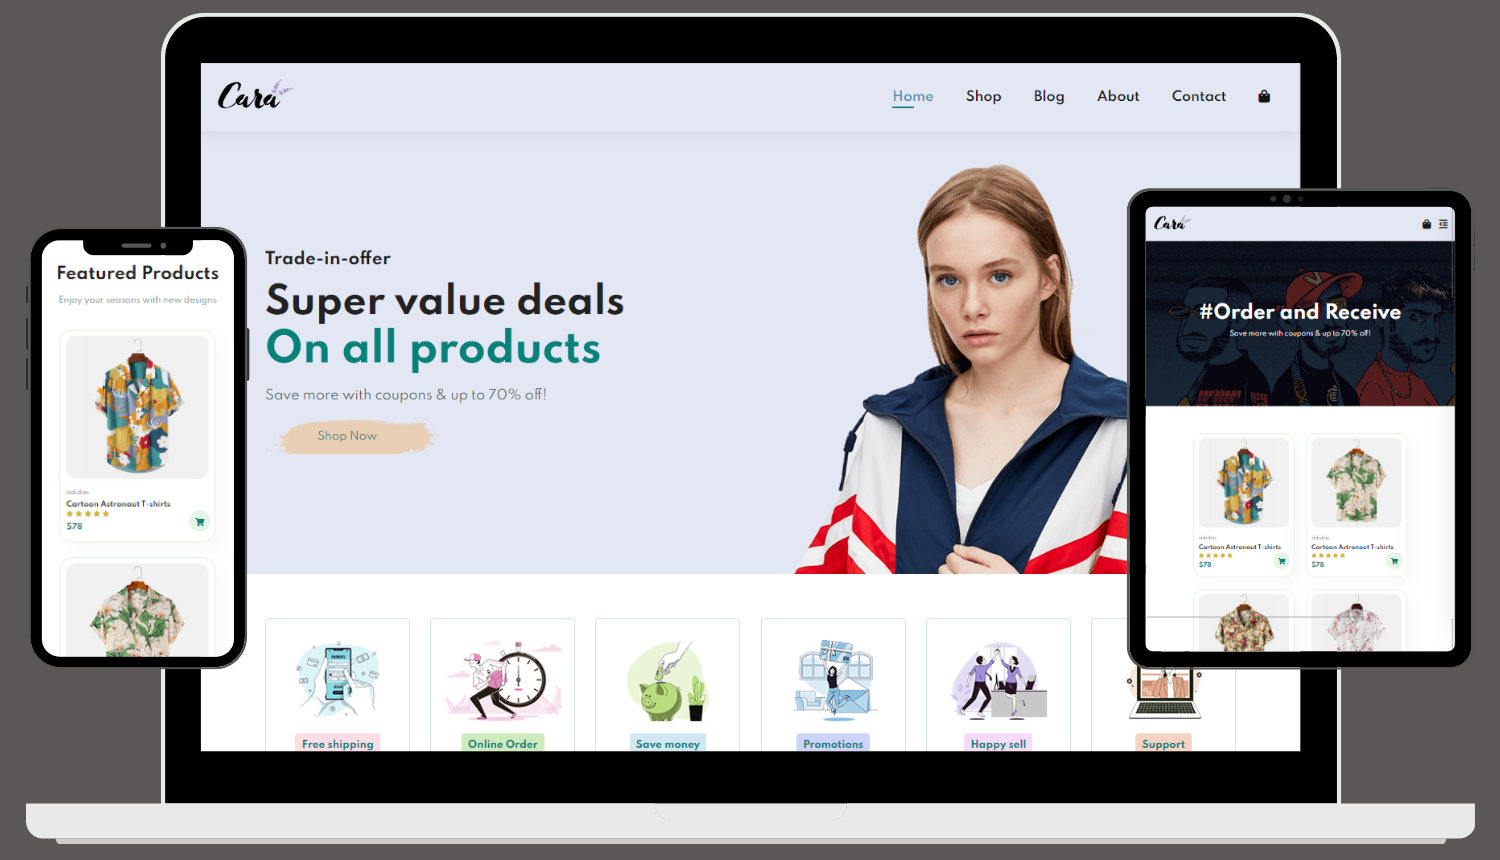 Cara
Home
Shop
Blog
About
Contact
Trade-in-offer
Super value deals
On all products
Save more with coupons & up to 70% off!
Shop Now
Free shipping
Online Order
Save money
Promotions
Happy sell
Support
Featured Products
Enjoy your seasons with new designs
adidas
Cartoon Astronaut T-shirts
$78
Cara
#Order and Receive
Save more with coupons & up to 70% off!
adidas
Cartoon Astronaut T-shirts
$78
adidas
Cartoon Astronaut T-shirts
$78